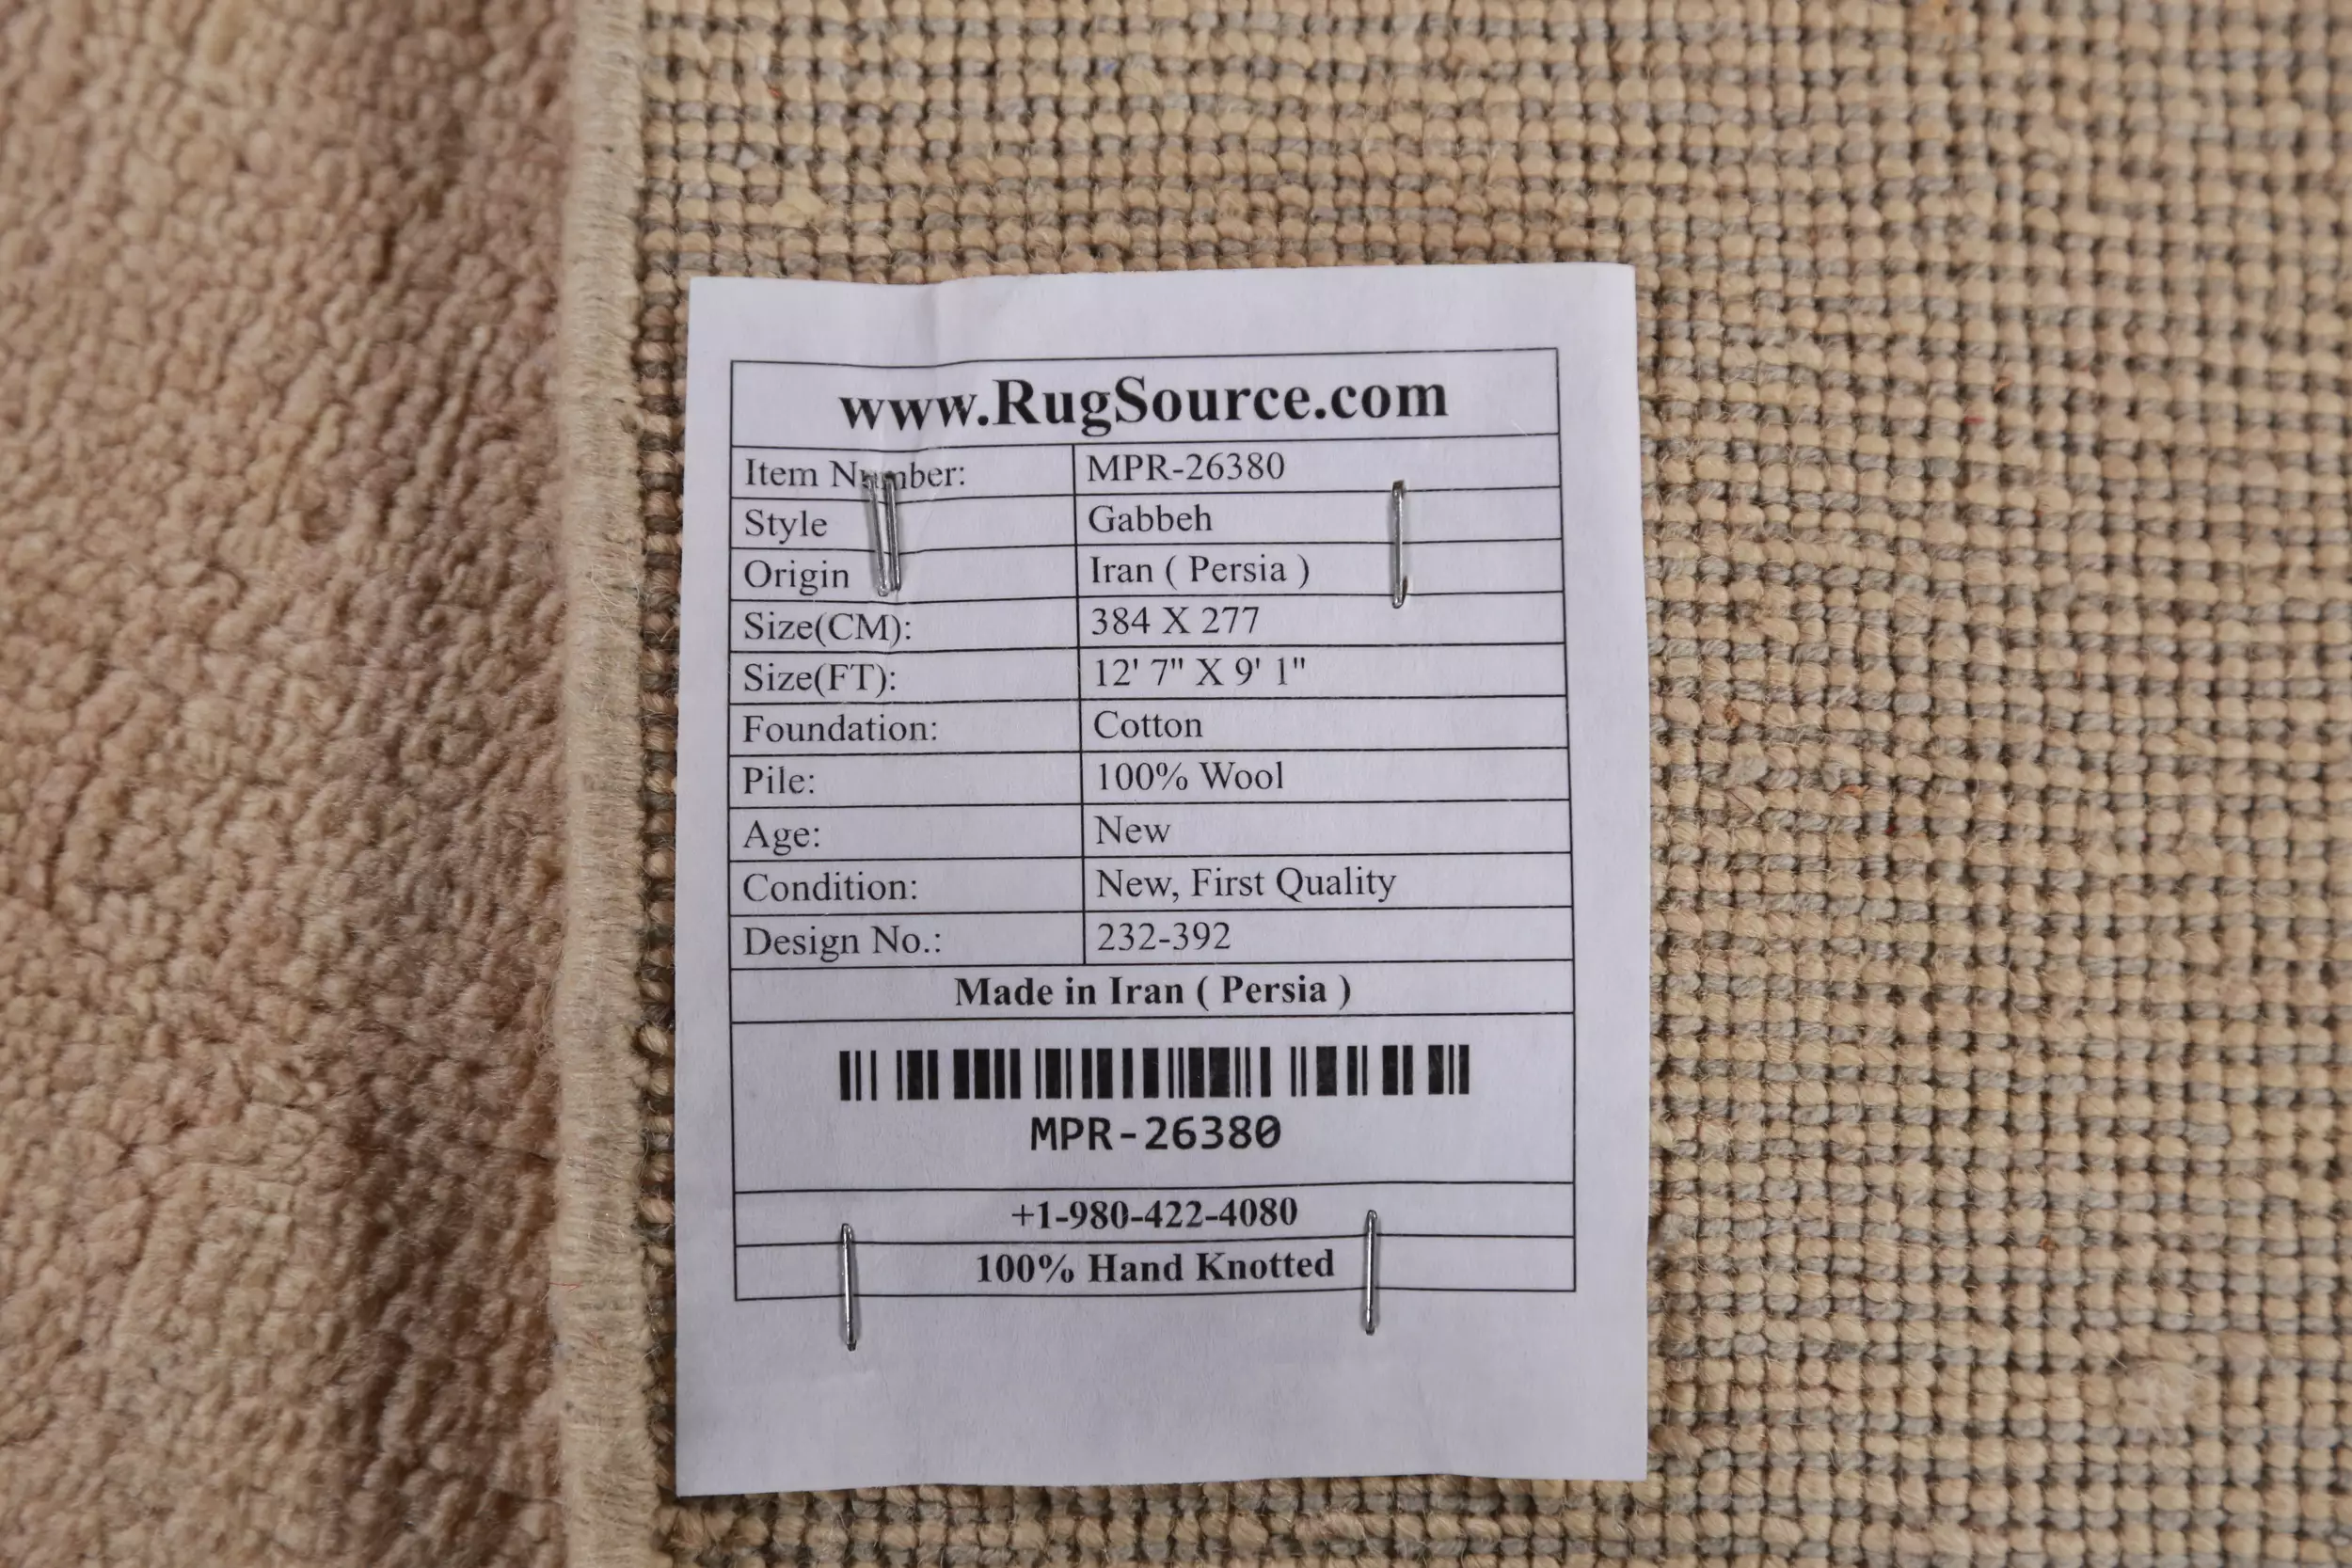 www.RugSource.com
Item Number: MPR-26380
Style Gabbeh
Origin Iran ( Persia )
Size(CM): 384 X 277
Size(FT): 12' 7" X 9' 1"
Foundation: Cotton
Pile: 100% Wool
Age: New
Condition: New, First Quality
Design No.: 232-392
Made in Iran ( Persia )
MPR-26380
+1-980-422-4080
100% Hand Knotted